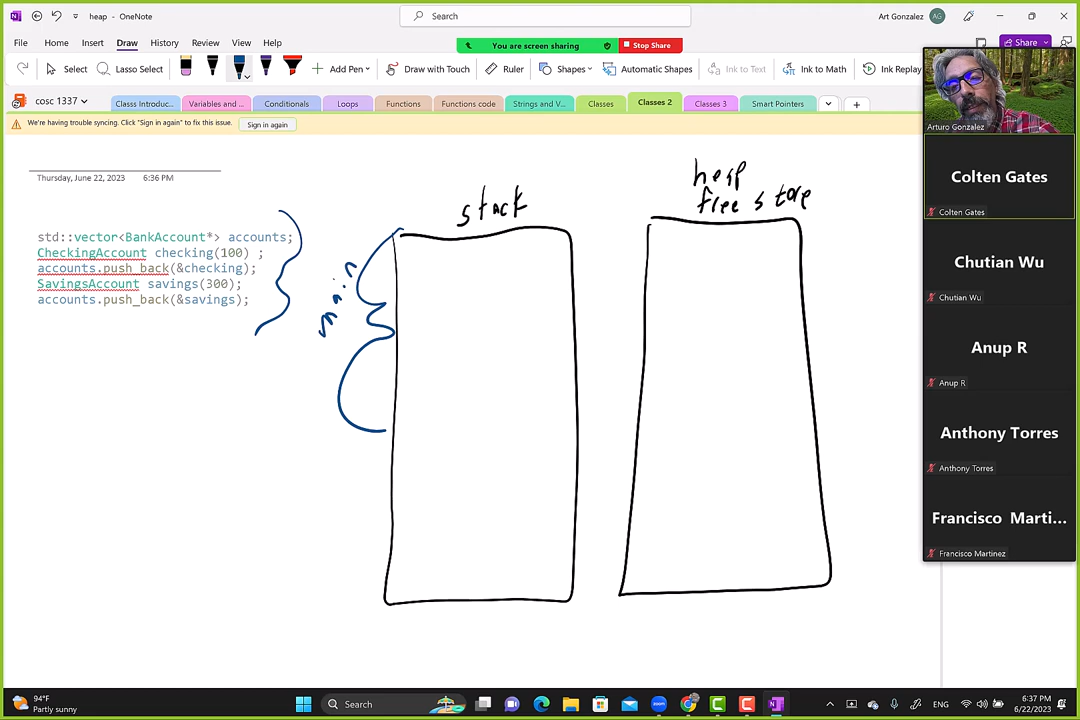 heap - OneNote
Search
Art Gonzalez
AG
File Home Insert Draw History Review View Help
You are screen sharing
Stop Share
Share
Select
Lasso Select
Add Pen
Draw with Touch
Ruler
Shapes
Automatic Shapes
Ink to Text
Ink to Math
Ink Replay
cosc 1337
Classs Introduc...
Variables and ...
Conditionals
Loops
Functions
Functions code
Strings and V...
Classes
Classes 2
Classes 3
Smart Pointers
We're having trouble syncing. Click "Sign in again" to fix this issue.
Sign in again
Arturo Gonzalez
Thursday, June 22, 2023 6:36 PM
std::vector<BankAccount*> accounts;
CheckingAccount checking(100) ;
accounts.push_back(&checking);
SavingsAccount savings(300);
accounts.push_back(&savings);
main
stack
heap
free store
Colten Gates
Colten Gates
Chutian Wu
Chutian Wu
Anup R
Anup R
Anthony Torres
Anthony Torres
Francisco Marti...
Francisco Martinez
94°F
Partly sunny
Search
ENG
6:37 PM
6/22/2023